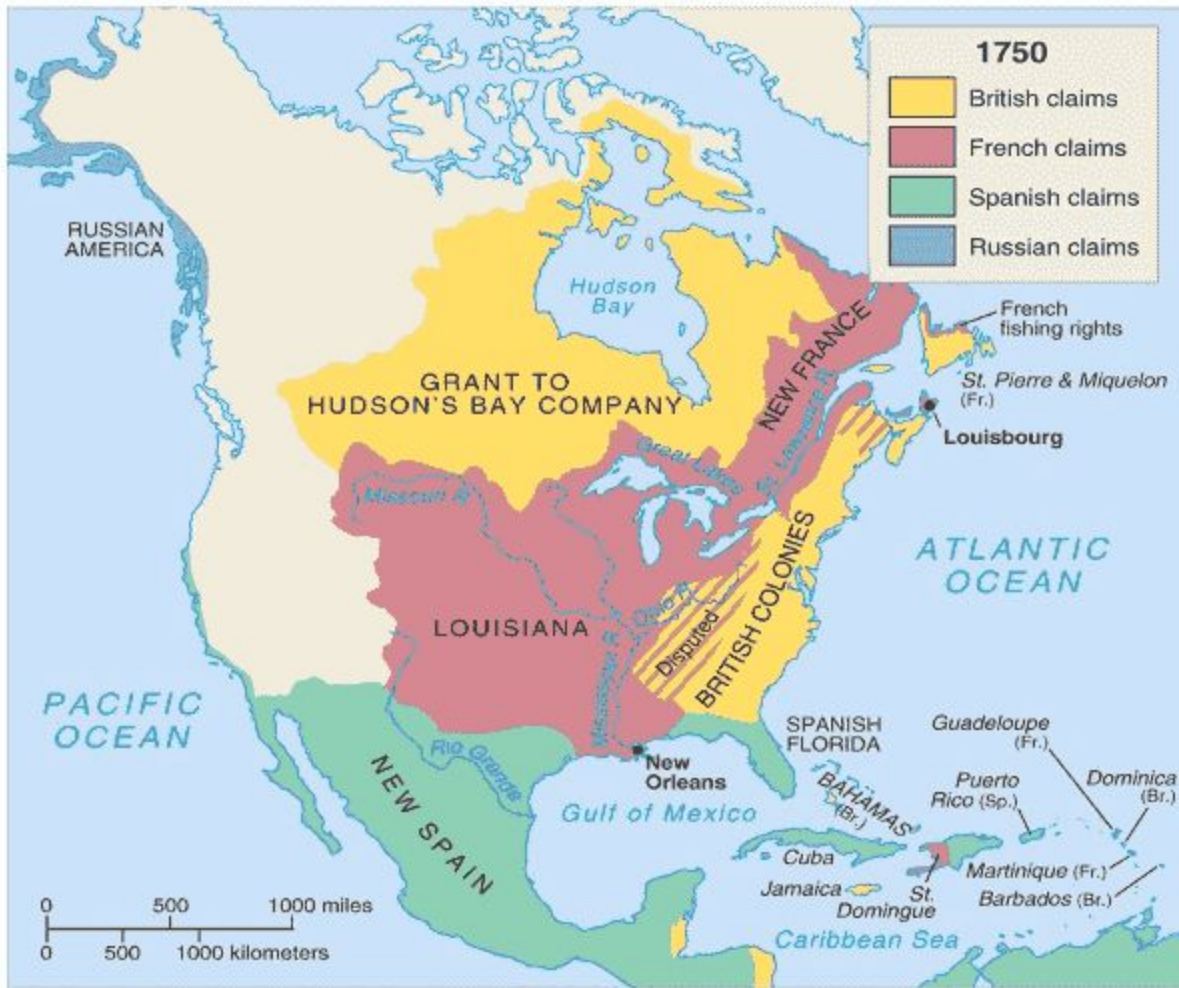 1750
British claims
French claims
Spanish claims
Russian claims
RUSSIAN
AMERICA
Hudson
Bay
GRANT TO
HUDSON'S BAY COMPANY
NEW FRANCE
French
fishing rights
St. Pierre & Miquelon
(Fr.)
Louisbourg
St. Lawrence R.
Great Lakes
Missouri R.
LOUISIANA
Mississippi R.
Ohio R.
Disputed
BRITISH COLONIES
ATLANTIC
OCEAN
PACIFIC
OCEAN
NEW SPAIN
Rio Grande
New
Orleans
Gulf of Mexico
SPANISH
FLORIDA
BAHAMAS
(Br.)
Cuba
Jamaica
St.
Domingue
Caribbean Sea
Puerto
Rico (Sp.)
Guadeloupe
(Fr.)
Dominica
(Br.)
Martinique (Fr.)
Barbados (Br.)
0 500 1000 miles
0 500 1000 kilometers